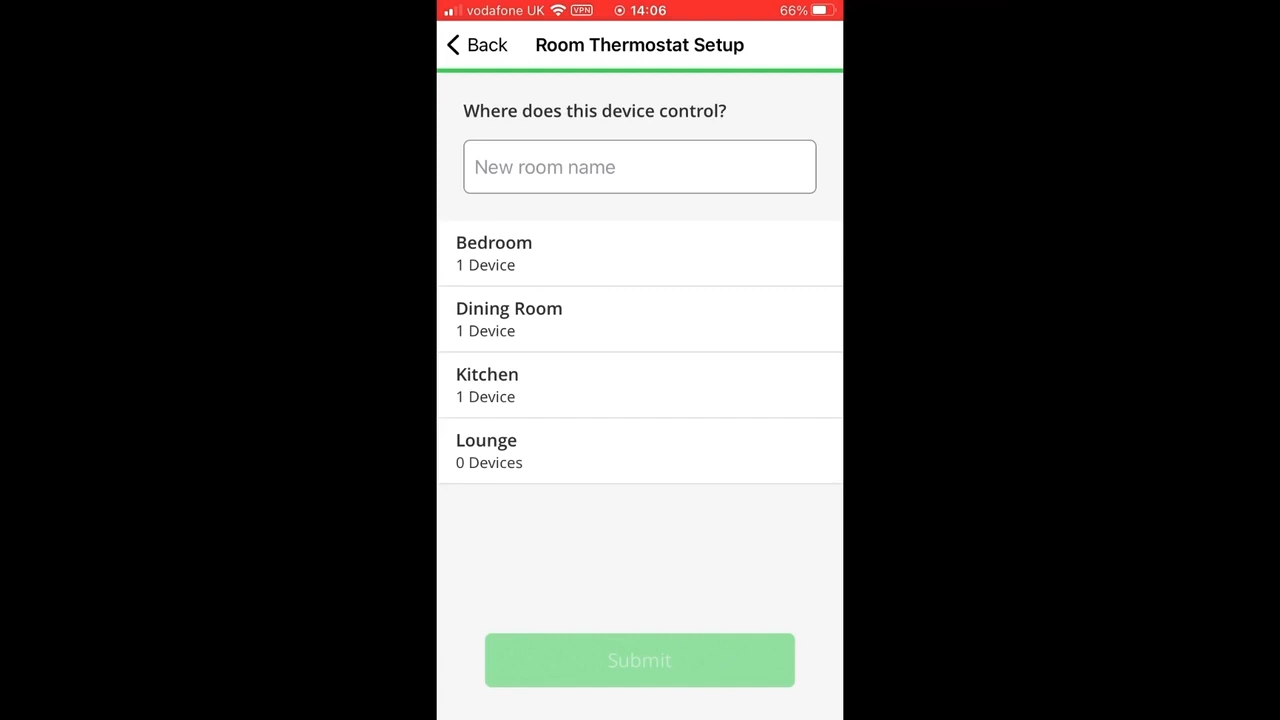 vodafone UK VPN 14:06 66%
Back Room Thermostat Setup
Where does this device control?
New room name
Bedroom
1 Device
Dining Room
1 Device
Kitchen
1 Device
Lounge
0 Devices
Submit